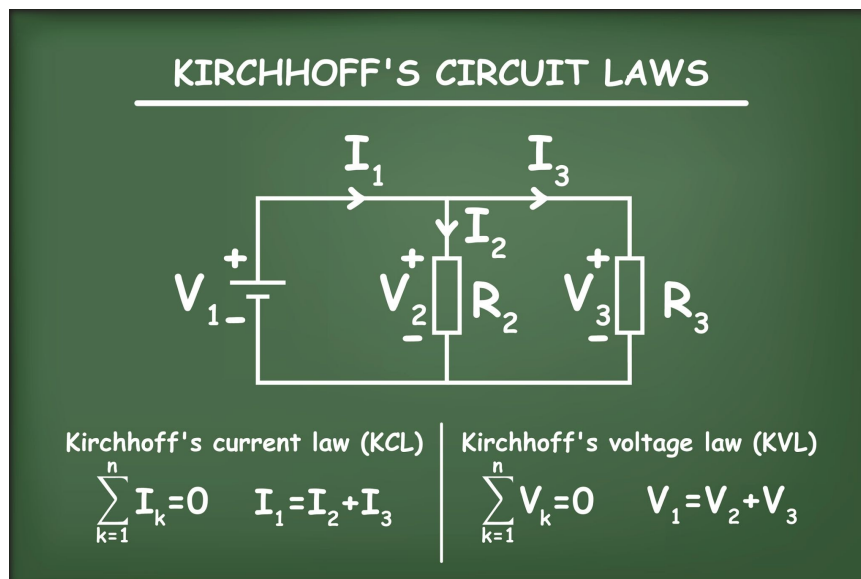 KIRCHHOFF'S CIRCUIT LAWS
I₁ I₃
I₂
+ + +
V₁ V₂ R₂ V₃ R₃
- - -
Kirchhoff's current law (KCL) Kirchhoff's voltage law (KVL)
n n
∑ Iₖ=0 I₁=I₂+I₃ ∑ Vₖ=0 V₁=V₂+V₃
k=1 k=1